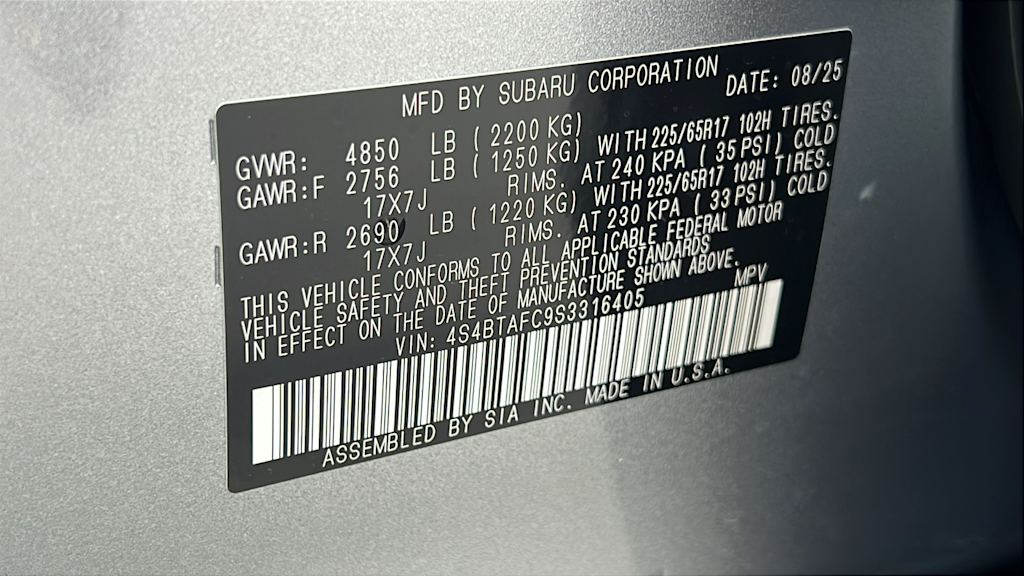 MFD BY SUBARU CORPORATION DATE: 08/25
GVWR: 4850 LB ( 2200 KG)
GAWR:F 2756 LB ( 1250 KG) WITH 225/65R17 102H TIRES.
17X7J RIMS. AT 240 KPA ( 35 PSI) COLD
GAWR:R 2690 LB ( 1220 KG) WITH 225/65R17 102H TIRES.
17X7J RIMS. AT 230 KPA ( 33 PSI) COLD
THIS VEHICLE CONFORMS TO ALL APPLICABLE FEDERAL MOTOR
VEHICLE SAFETY AND THEFT PREVENTION STANDARDS
IN EFFECT ON THE DATE OF MANUFACTURE SHOWN ABOVE.
VIN: 4S4BTAFC9S3316405 MPV
ASSEMBLED BY SIA INC. MADE IN U.S.A.